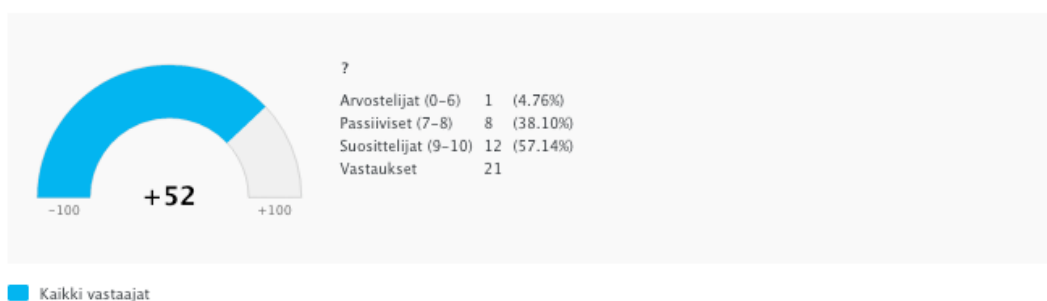 ?
Arvostelijat (0–6) 1 (4.76%)
Passiiviset (7–8) 8 (38.10%)
Suosittelijat (9–10) 12 (57.14%)
Vastaukset 21
+52
-100 +100
Kaikki vastaajat